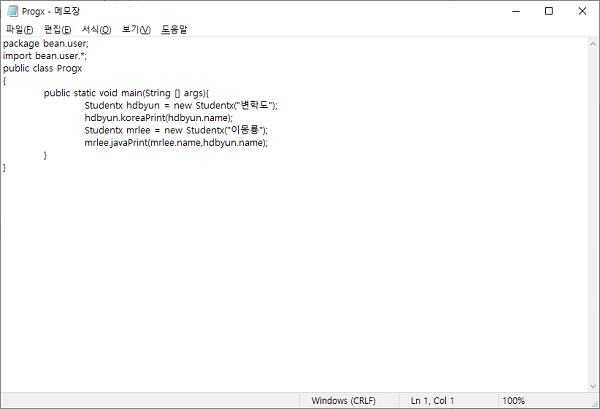 Progx - 메모장
파일(F) 편집(E) 서식(O) 보기(V) 도움말
package bean.user;
import bean.user.*;
public class Progx
{
public static void main(String [] args){
Studentx hdbyun = new Studentx("변학도");
hdbyun.koreaPrint(hdbyun.name);
Studentx mrlee = new Studentx("이몽룡");
mrlee.javaPrint(mrlee.name,hdbyun.name);
}
}
Windows (CRLF) Ln 1, Col 1 100%